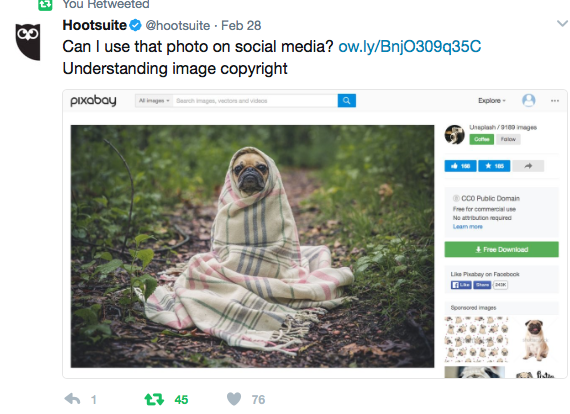 You Retweeted
Hootsuite @hootsuite · Feb 28
Can I use that photo on social media? ow.ly/BnjO309q35C
Understanding image copyright
pixabay All images Search images, vectors and videos Explore
Unsplash / 9189 images
Coffee Follow
198 185
CC0 Public Domain
Free for commercial use
No attribution required
Learn more
Free Download
Like Pixabay on Facebook
Like Share 240K
Sponsored images
1 45 76